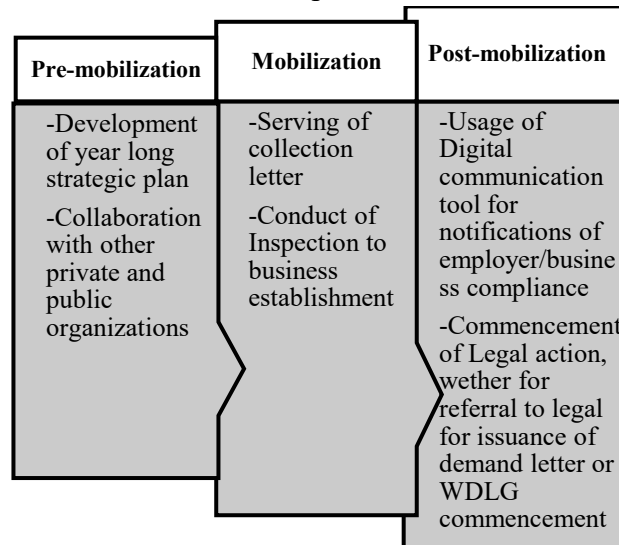 Pre-mobilization
-Development
of year long
strategic plan
-Collaboration
with other
private and
public
organizations
Mobilization
-Serving of
collection
letter
-Conduct of
Inspection to
business
establishment
Post-mobilization
-Usage of
Digital
communication
tool for
notifications of
employer/busine
ss compliance
-Commencement
of Legal action,
wether for
referral to legal
for issuance of
demand letter or
WDLG
commencement